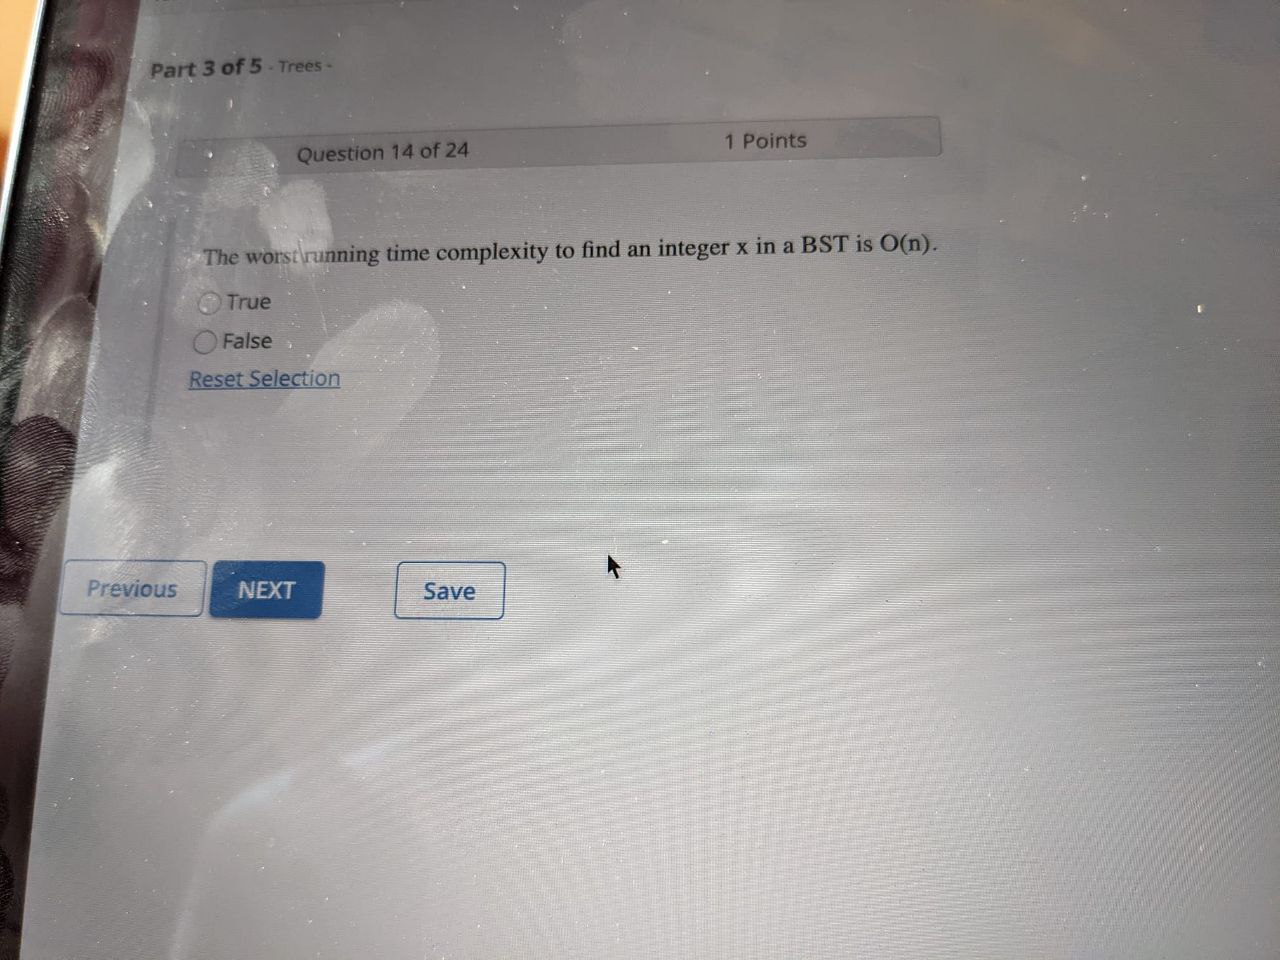 Part 3 of 5 - Trees -
Question 14 of 24
1 Points
The worst running time complexity to find an integer x in a BST is O(n).
True
False
Reset Selection
Previous
NEXT
Save